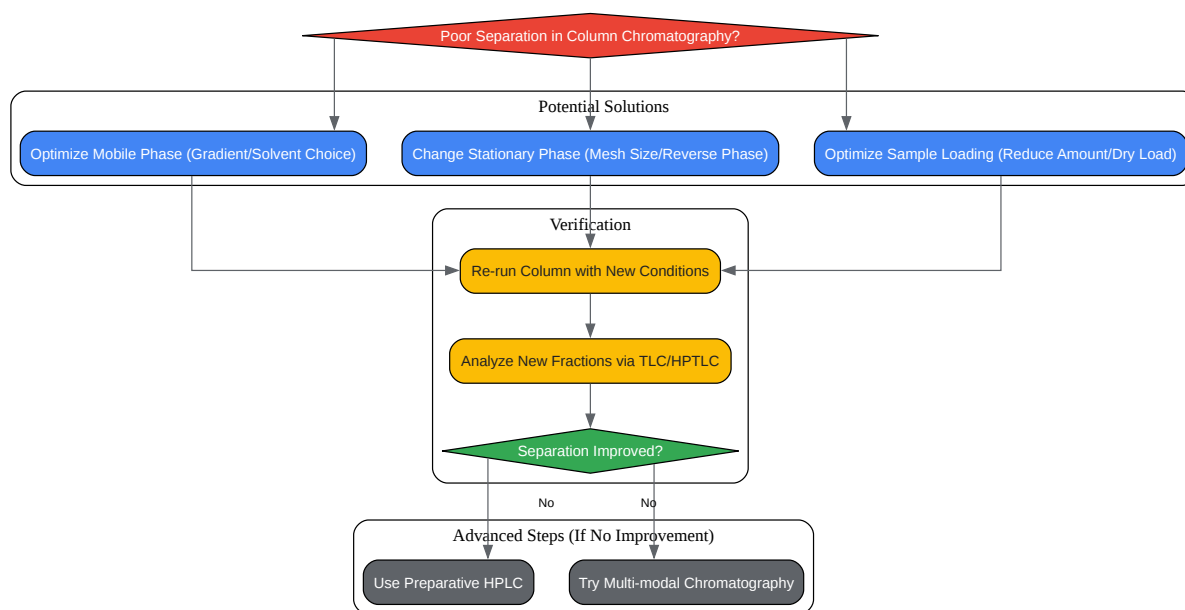 Poor Separation in Column Chromatography?
Potential Solutions
Optimize Mobile Phase (Gradient/Solvent Choice)
Change Stationary Phase (Mesh Size/Reverse Phase)
Optimize Sample Loading (Reduce Amount/Dry Load)
Verification
Re-run Column with New Conditions
Analyze New Fractions via TLC/HPTLC
Separation Improved?
No
No
Advanced Steps (If No Improvement)
Use Preparative HPLC
Try Multi-modal Chromatography